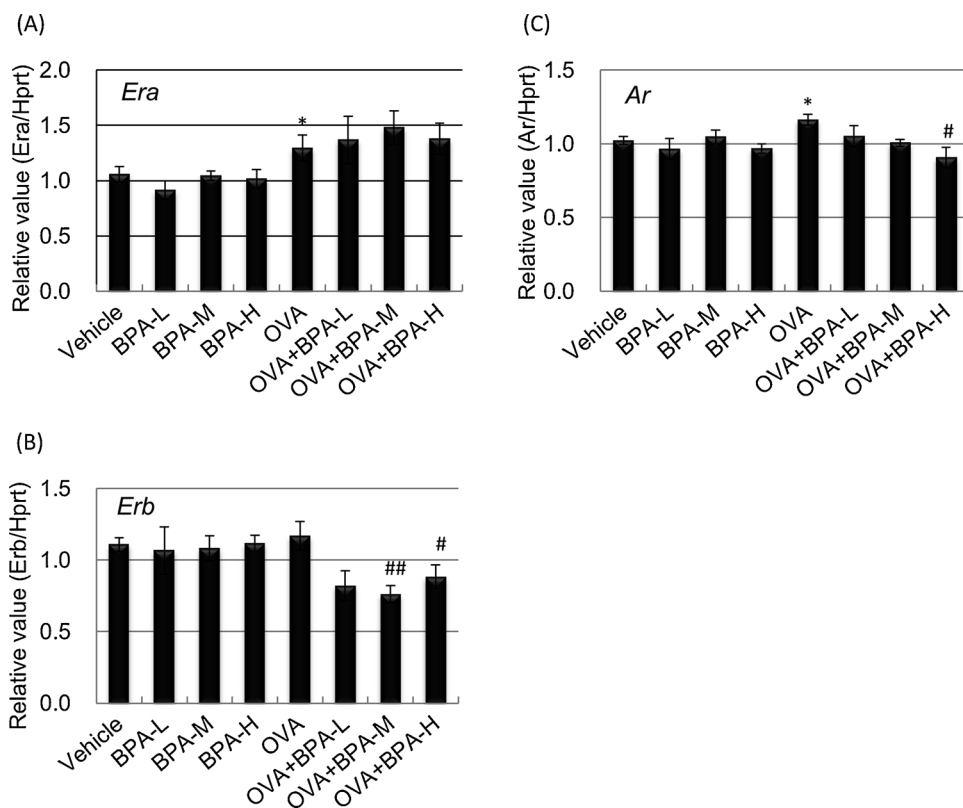 (A)
Relative value (Era/Hprt)
2.0
1.5
1.0
0.5
0.0
Era
*
Vehicle
BPA-L
BPA-M
BPA-H
OVA
OVA+BPA-L
OVA+BPA-M
OVA+BPA-H
(C)
Relative value (Ar/Hprt)
1.5
1.0
0.5
0.0
Ar
*
#
Vehicle
BPA-L
BPA-M
BPA-H
OVA
OVA+BPA-L
OVA+BPA-M
OVA+BPA-H
(B)
Relative value (Erb/Hprt)
1.5
1.0
0.5
0.0
Erb
##
#
Vehicle
BPA-L
BPA-M
BPA-H
OVA
OVA+BPA-L
OVA+BPA-M
OVA+BPA-H